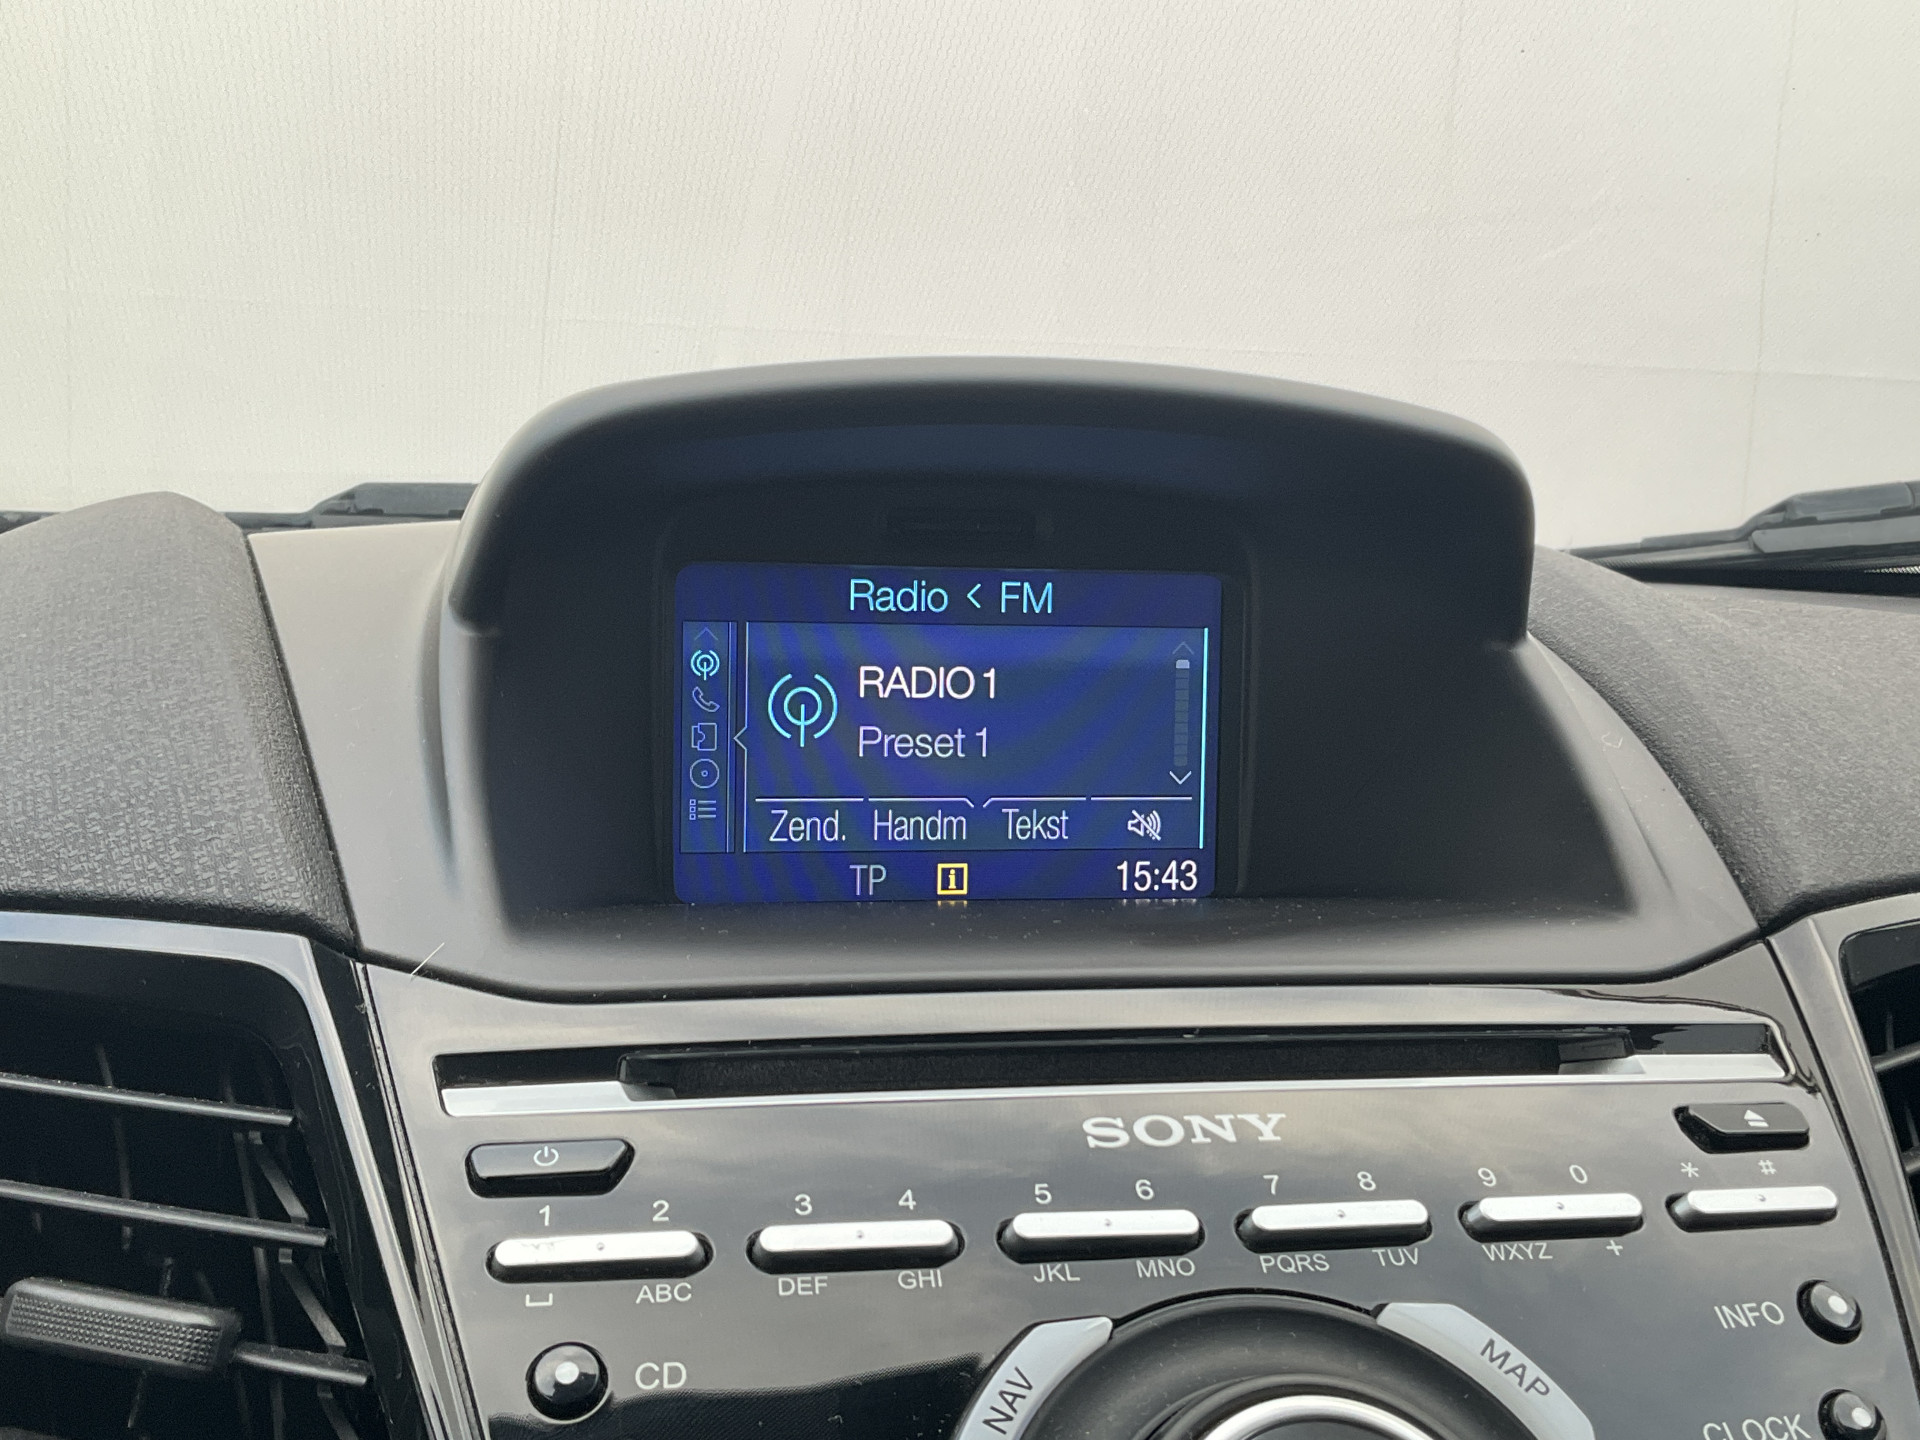 Radio < FM
RADIO 1
Preset 1
Zend. Handm Tekst
TP i 15:43
SONY
1 2 3 4 5 6 7 8 9 0 * #
ABC DEF GHI JKL MNO PQRS TUV WXYZ +
CD INFO
NAV MAP
CLOCK